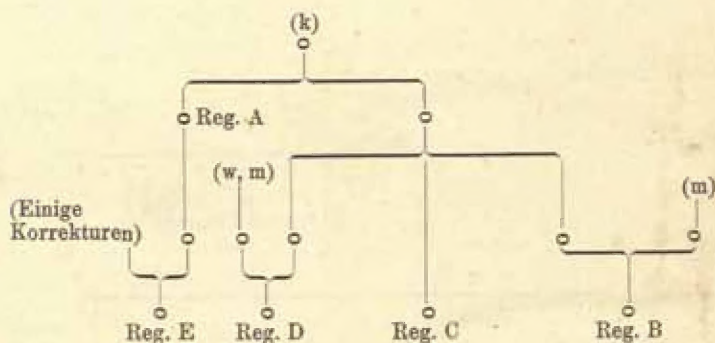 (k)
Reg. A
(w, m)
(m)
(Einige
Korrekturen)
Reg. E
Reg. D
Reg. C
Reg. B